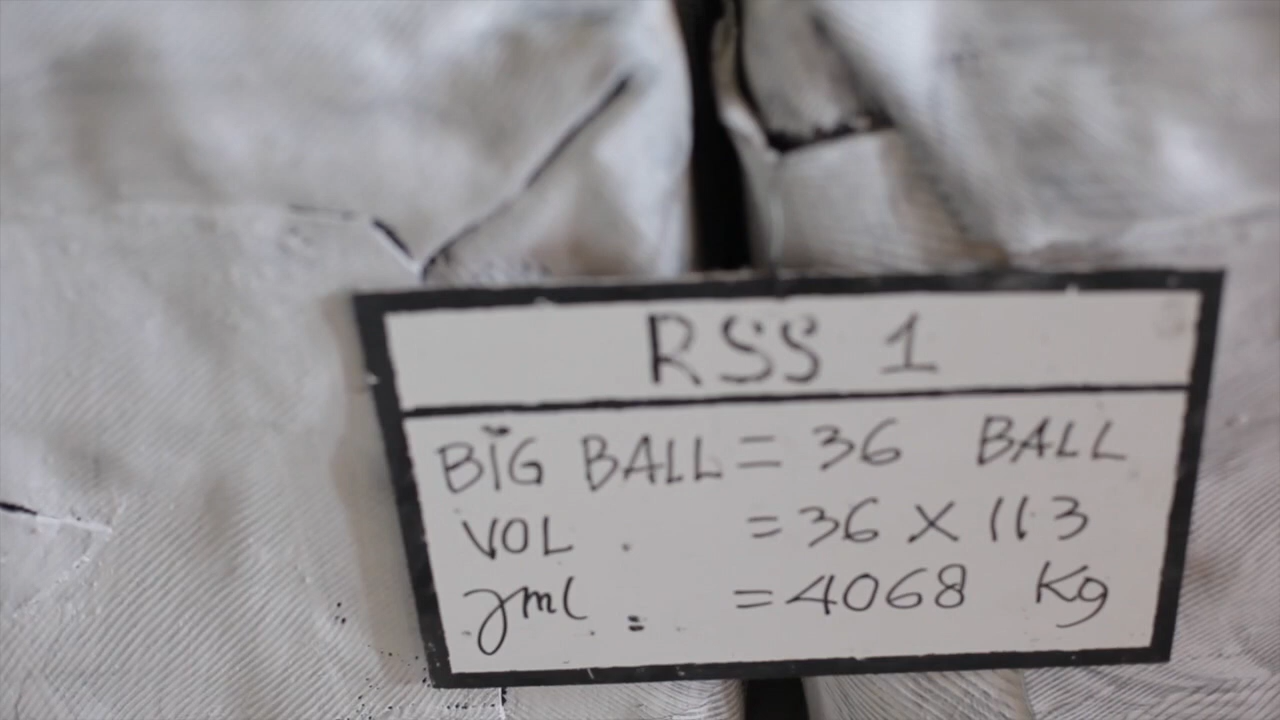 RSS 1
BIG BALL = 36 BALL
VOL . = 36 X 113
Jml . = 4068 Kg